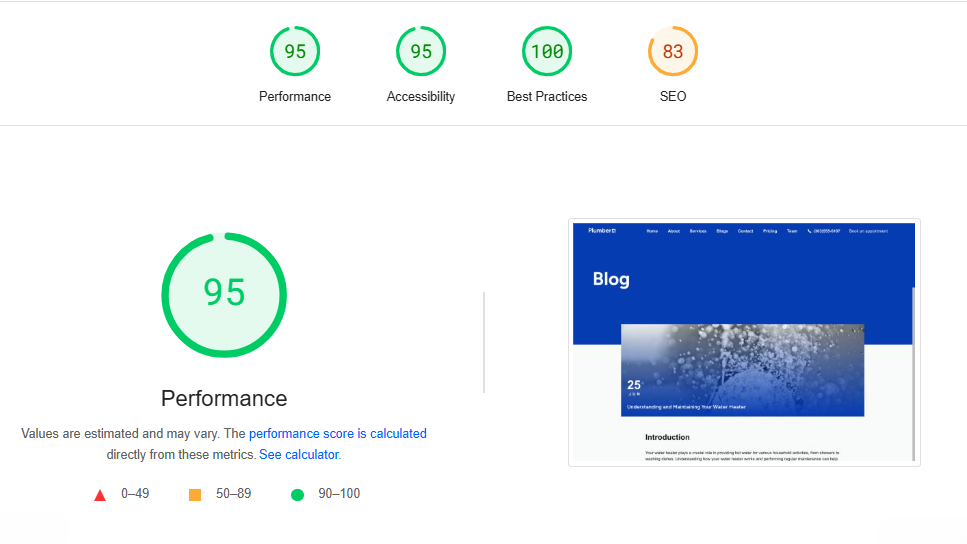 95
95
100
83
Performance
Accessibility
Best Practices
SEO
95
Performance
Values are estimated and may vary. The performance score is calculated
directly from these metrics. See calculator.
0–49
50–89
90–100
Home About Services Blogs Contact Pricing Team Book an appointment
Blog
25
Understanding and Maintaining Your Water Heater
Introduction
Your water heater plays a crucial role in providing hot water for various household activities, from showers to
washing dishes. Understanding how your water heater works and performing regular maintenance can help